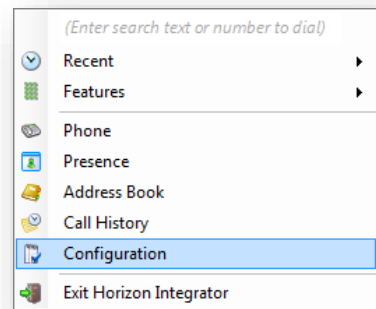 (Enter search text or number to dial)
Recent
Features
Phone
Presence
Address Book
Call History
Configuration
Exit Horizon Integrator